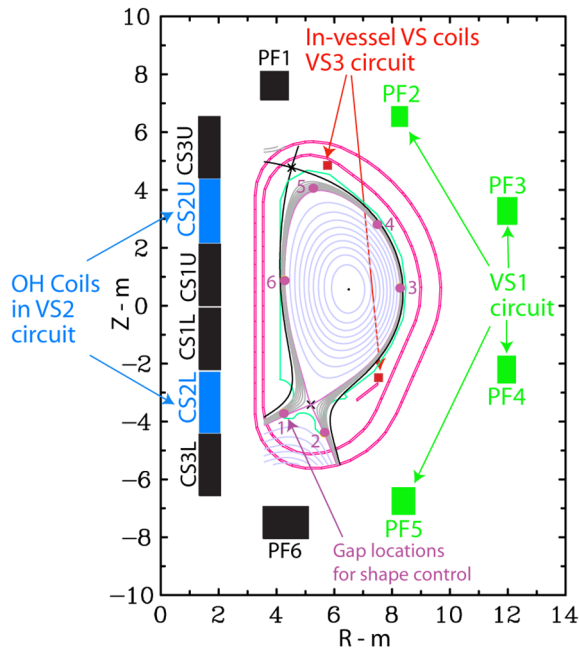 In-vessel VS coils
VS3 circuit
PF1
PF2
PF3
VS1
circuit
PF4
PF5
PF6
CS3U
CS2U
CS1U
CS1L
CS2L
CS3L
OH Coils
in VS2
circuit
5
4
6
3
1
2
Gap locations
for shape control
Z - m
10
8
6
4
2
0
−2
−4
−6
−8
−10
0 2 4 6 8 10 12 14
R - m